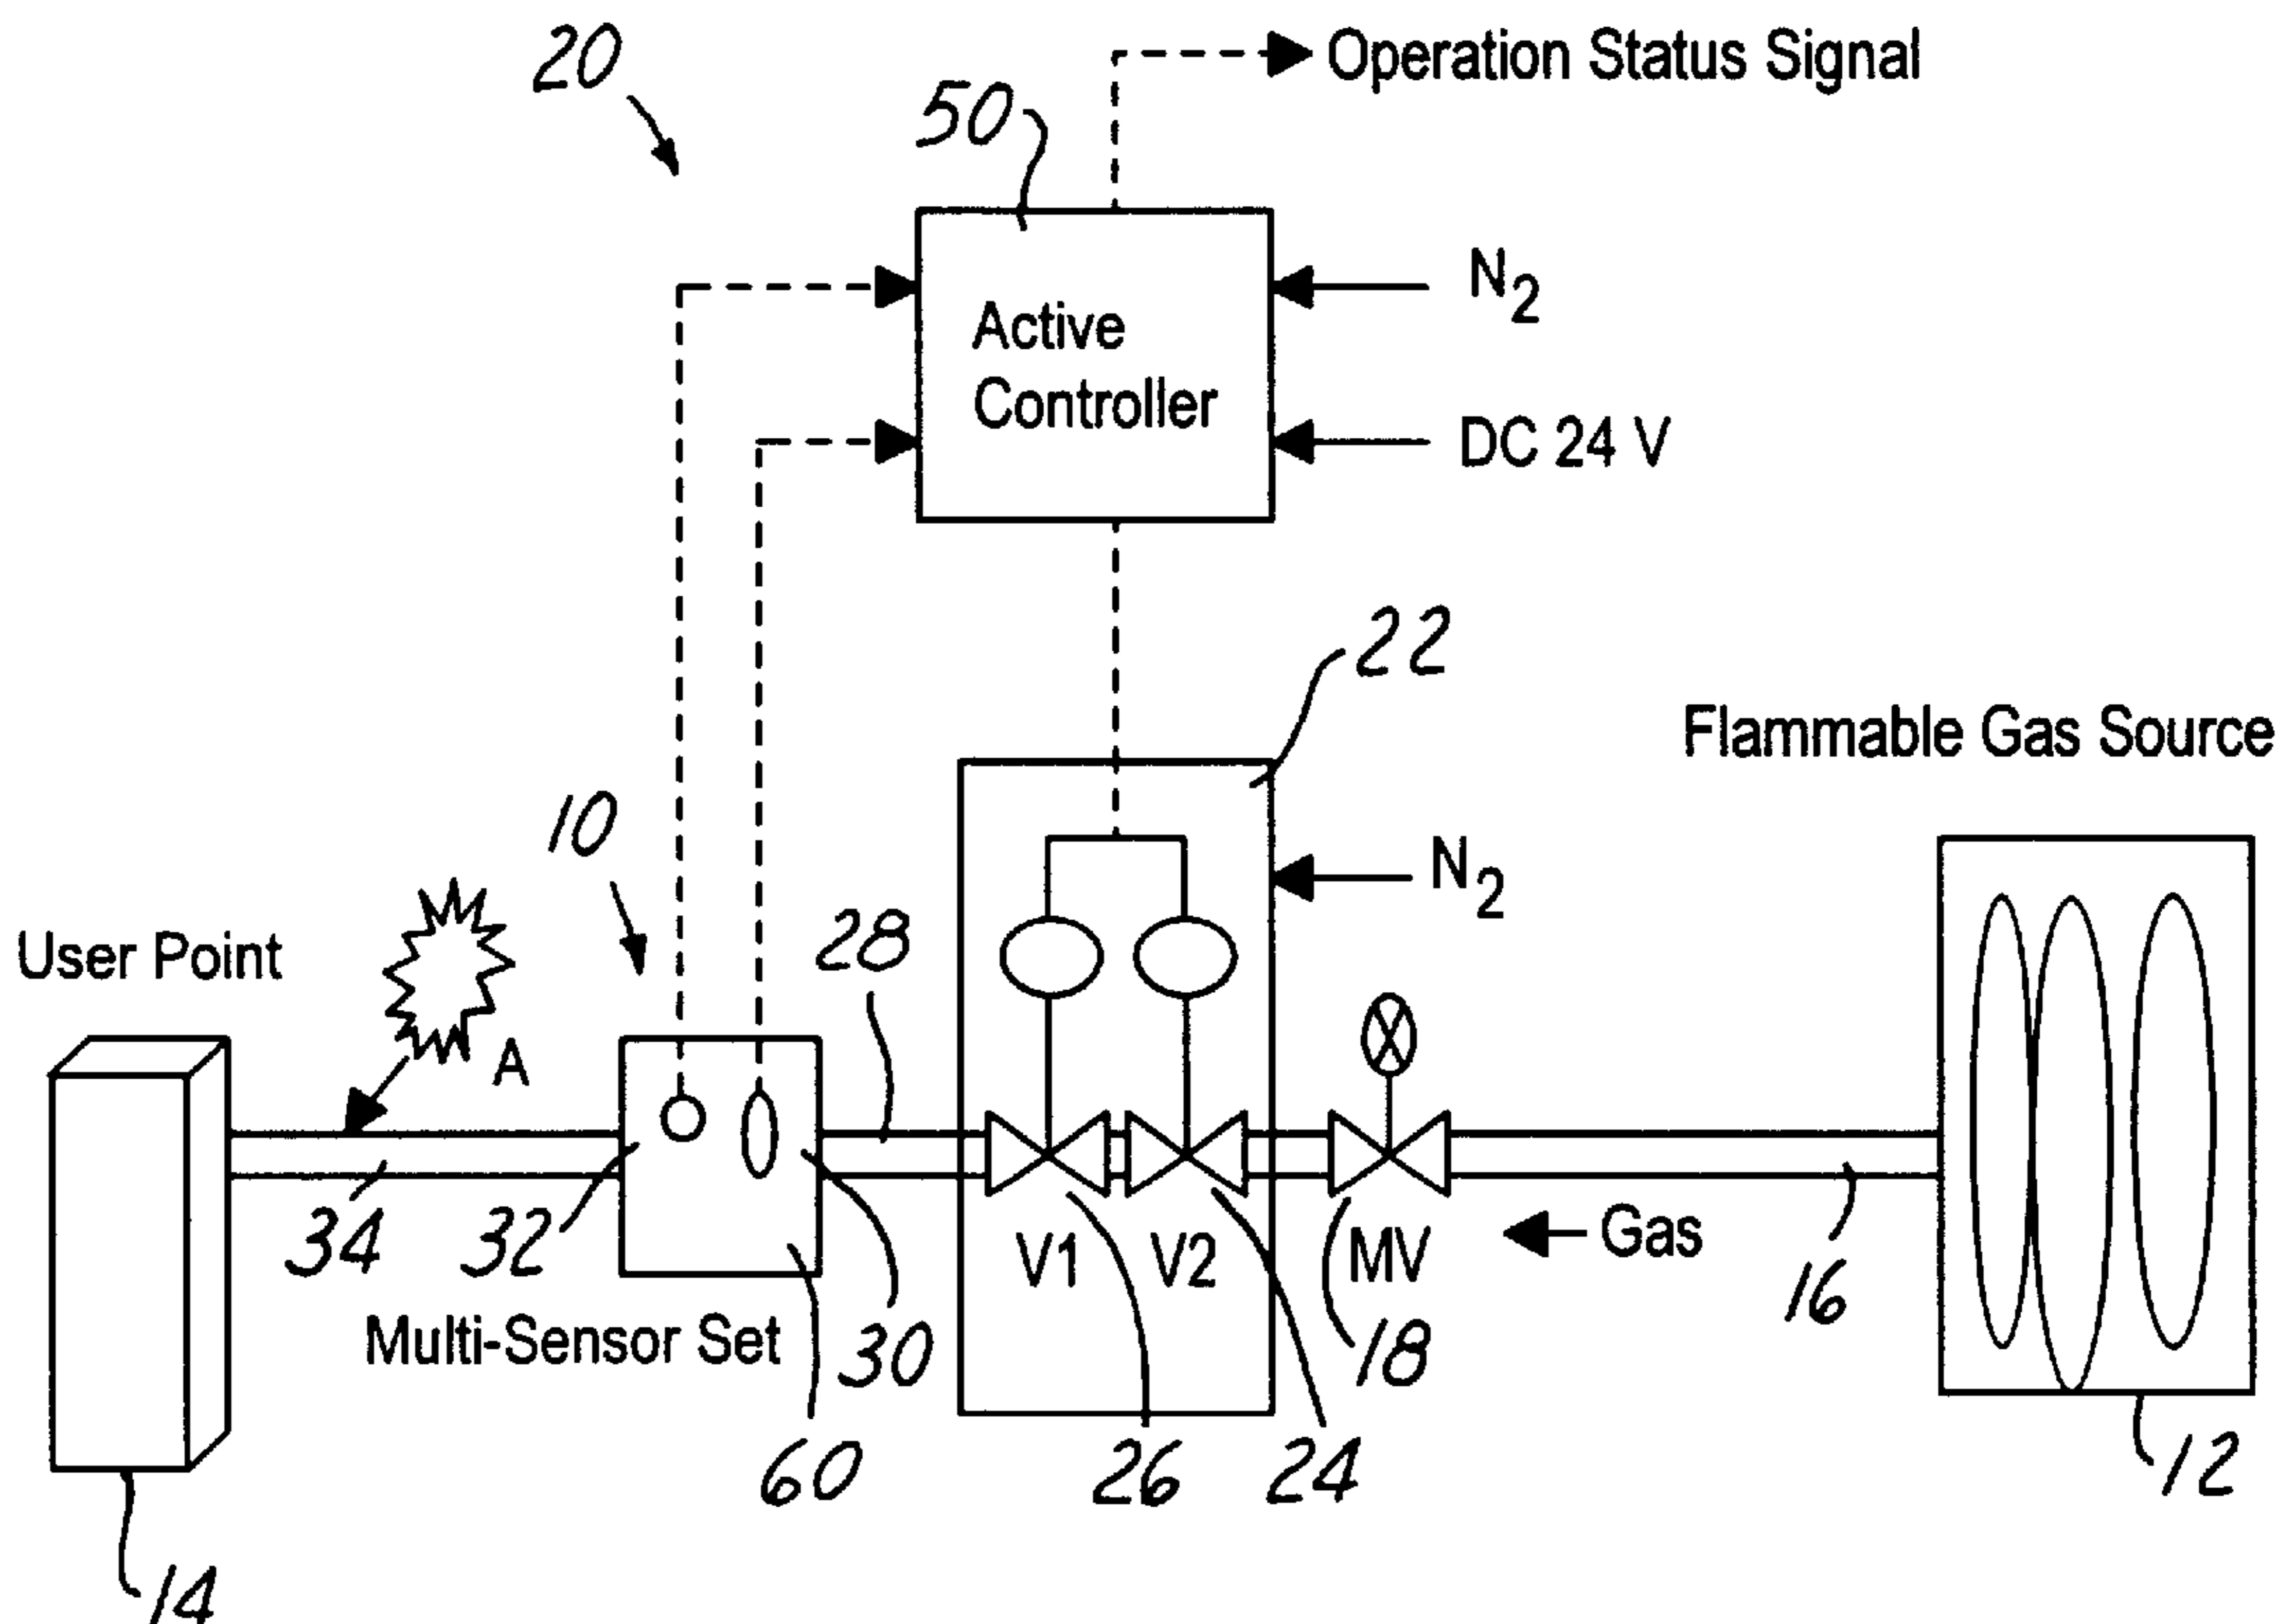 20
Operation Status Signal
50
N2
Active
Controller
DC 24 V
22
Flammable Gas Source
10
N2
28
User Point
A
Gas
34
32
V1
V2
MV
16
Multi-Sensor Set
30
18
60
26
24
12
14